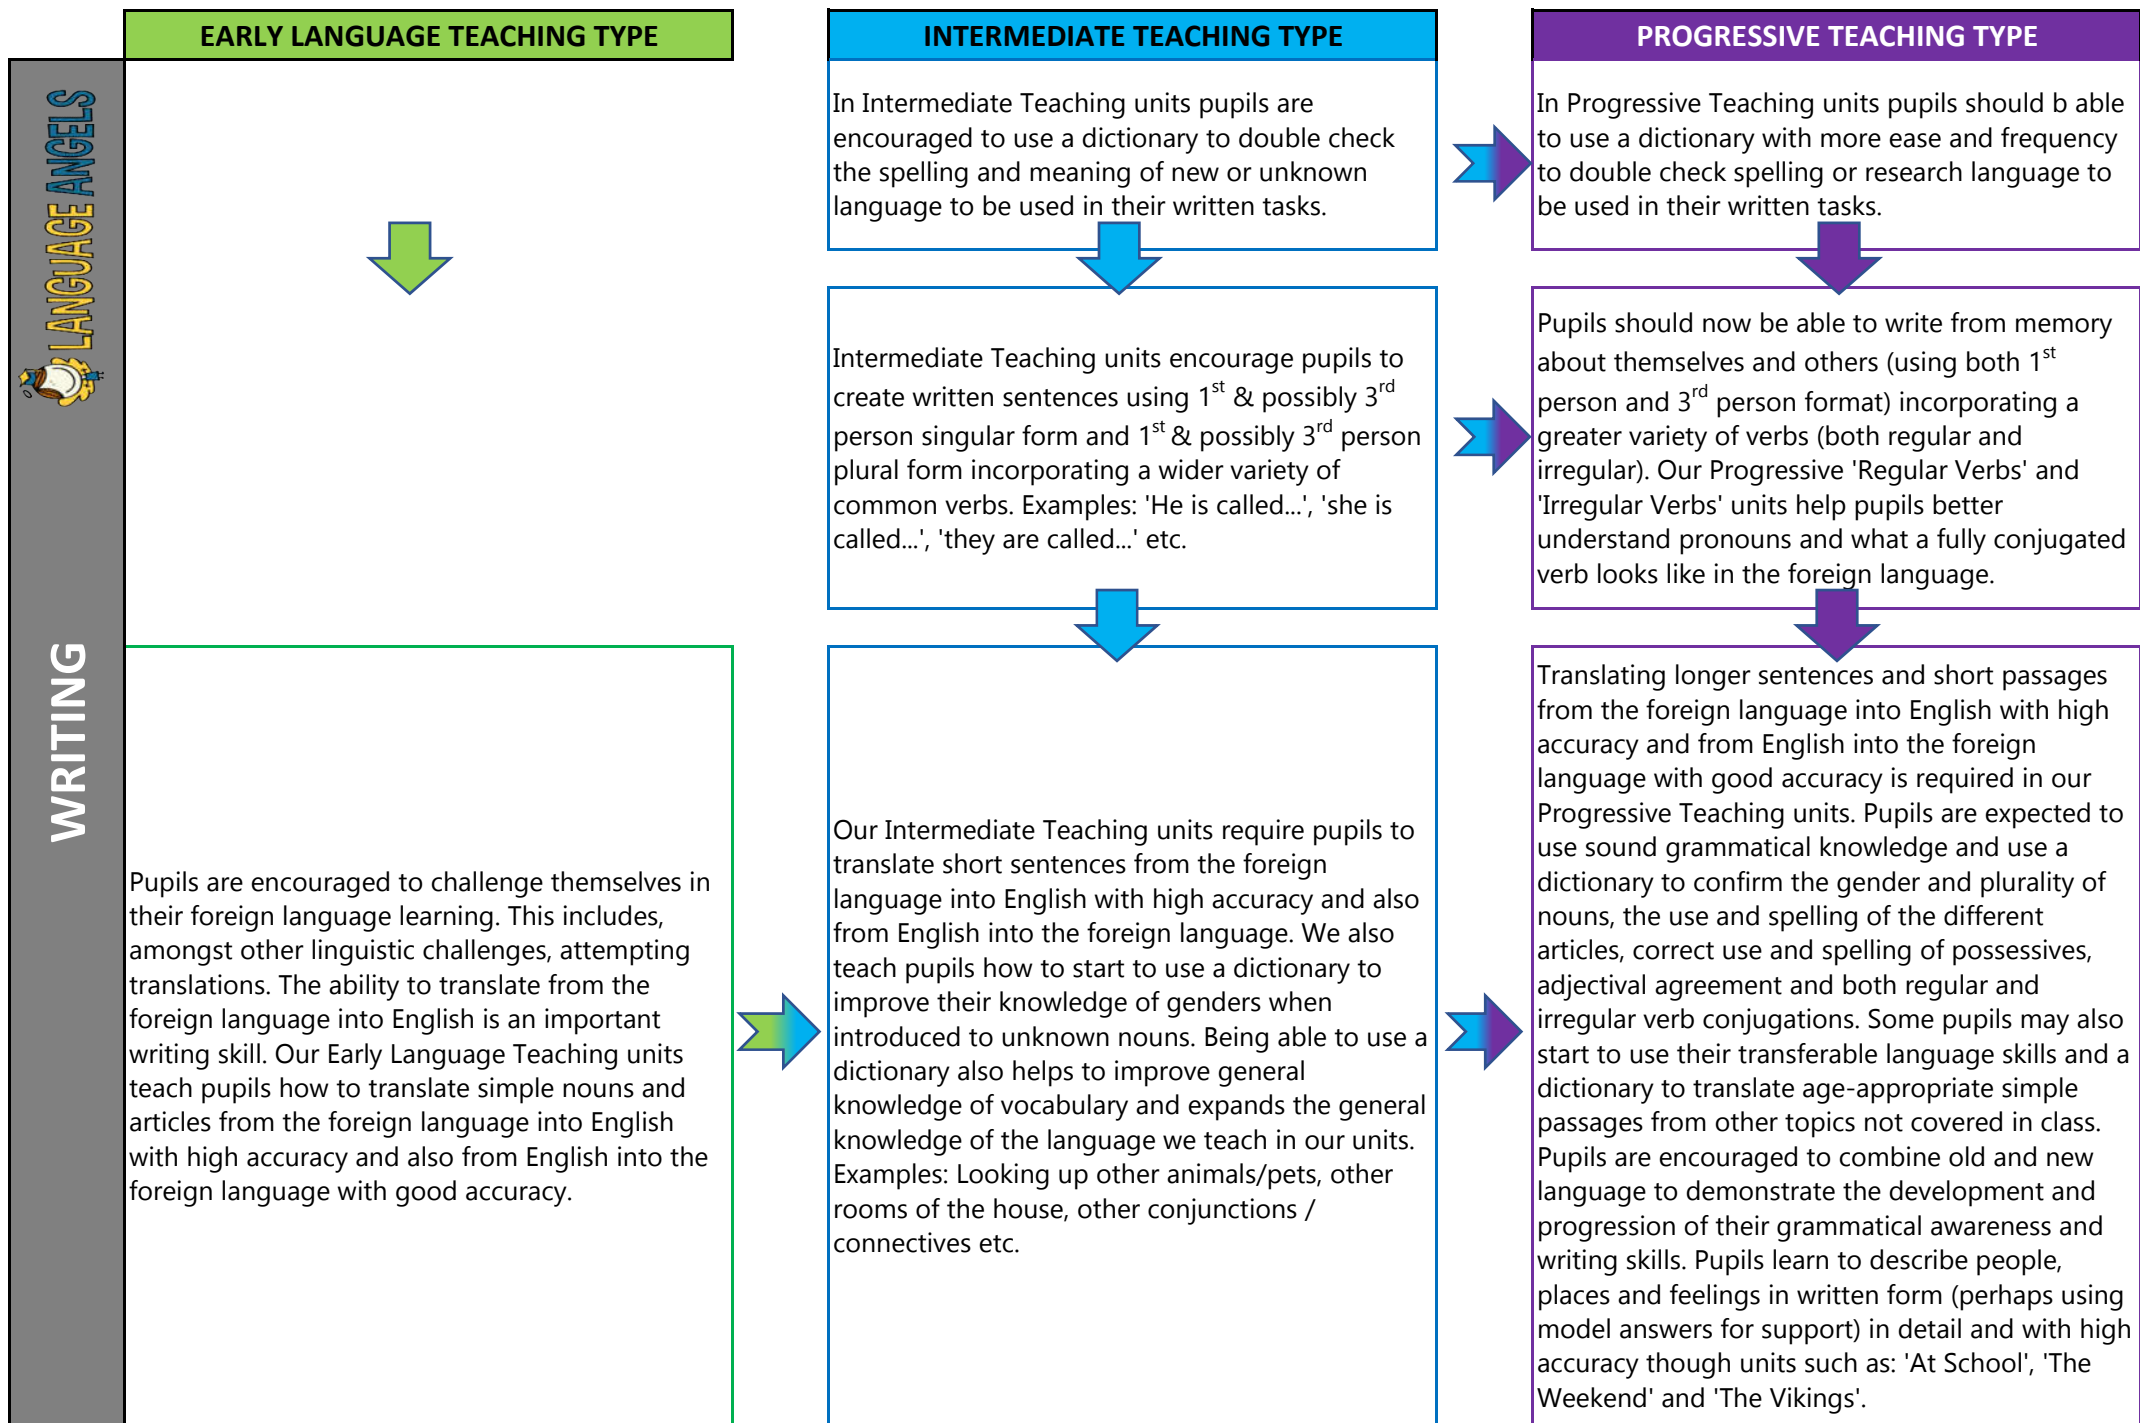 EARLY LANGUAGE TEACHING TYPE
INTERMEDIATE TEACHING TYPE
PROGRESSIVE TEACHING TYPE
LANGUAGE ANGELS
WRITING
In Intermediate Teaching units pupils are
encouraged to use a dictionary to double check
the spelling and meaning of new or unknown
language to be used in their written tasks.
In Progressive Teaching units pupils should b able
to use a dictionary with more ease and frequency
to double check spelling or research language to
be used in their written tasks.
Intermediate Teaching units encourage pupils to
create written sentences using 1st & possibly 3rd
person singular form and 1st & possibly 3rd person
plural form incorporating a wider variety of
common verbs. Examples: 'He is called...', 'she is
called...', 'they are called...' etc.
Pupils should now be able to write from memory
about themselves and others (using both 1st
person and 3rd person format) incorporating a
greater variety of verbs (both regular and
irregular). Our Progressive 'Regular Verbs' and
'Irregular Verbs' units help pupils better
understand pronouns and what a fully conjugated
verb looks like in the foreign language.
Pupils are encouraged to challenge themselves in
their foreign language learning. This includes,
amongst other linguistic challenges, attempting
translations. The ability to translate from the
foreign language into English is an important
writing skill. Our Early Language Teaching units
teach pupils how to translate simple nouns and
articles from the foreign language into English
with high accuracy and also from English into the
foreign language with good accuracy.
Our Intermediate Teaching units require pupils to
translate short sentences from the foreign
language into English with high accuracy and also
from English into the foreign language. We also
teach pupils how to start to use a dictionary to
improve their knowledge of genders when
introduced to unknown nouns. Being able to use a
dictionary also helps to improve general
knowledge of vocabulary and expands the general
knowledge of the language we teach in our units.
Examples: Looking up other animals/pets, other
rooms of the house, other conjunctions /
connectives etc.
Translating longer sentences and short passages
from the foreign language into English with high
accuracy and from English into the foreign
language with good accuracy is required in our
Progressive Teaching units. Pupils are expected to
use sound grammatical knowledge and use a
dictionary to confirm the gender and plurality of
nouns, the use and spelling of the different
articles, correct use and spelling of possessives,
adjectival agreement and both regular and
irregular verb conjugations. Some pupils may also
start to use their transferable language skills and a
dictionary to translate age-appropriate simple
passages from other topics not covered in class.
Pupils are encouraged to combine old and new
language to demonstrate the development and
progression of their grammatical awareness and
writing skills. Pupils learn to describe people,
places and feelings in written form (perhaps using
model answers for support) in detail and with high
accuracy though units such as: 'At School', 'The
Weekend' and 'The Vikings'.